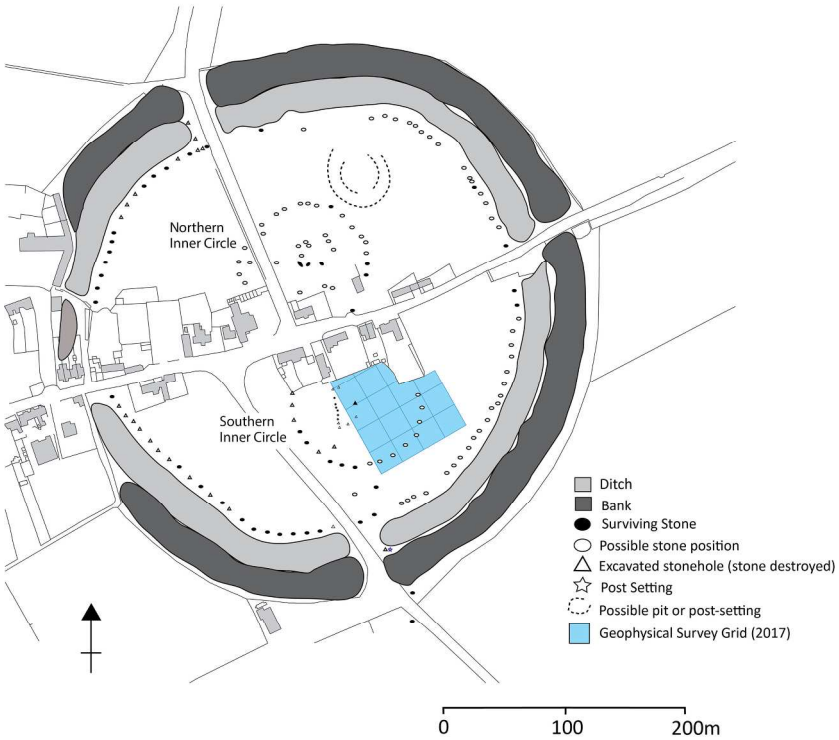 Northern
Inner Circle
Southern
Inner Circle
Ditch
Bank
Surviving Stone
Possible stone position
Excavated stonehole (stone destroyed)
Post Setting
Possible pit or post-setting
Geophysical Survey Grid (2017)
0 100 200m